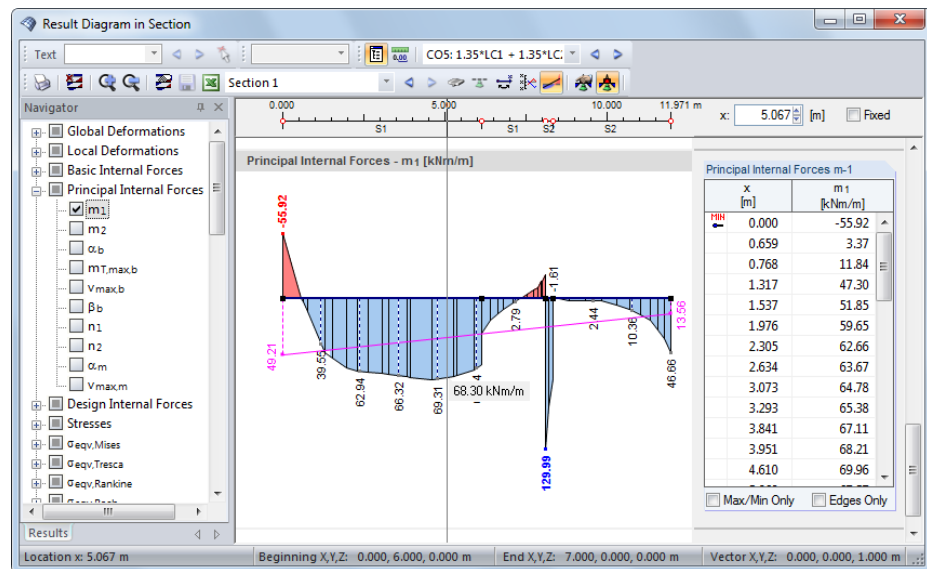 Result Diagram in Section
Text
0,00
CO5: 1.35*LC1 + 1.35*LC:
Section 1
Navigator
Global Deformations
Local Deformations
Basic Internal Forces
Principal Internal Forces
m1
m2
αb
mT,max,b
vmax,b
βb
n1
n2
αm
vmax,m
Design Internal Forces
Stresses
σeqv,Mises
σeqv,Tresca
σeqv,Rankine
Results
0.000 5.000 10.000 11.971 m
S1 S1 S2 S2
x: 5.067 [m] Fixed
Principal Internal Forces - m1 [kNm/m]
-55.92
49.21
39.55
62.94
66.32
69.31
68.30 kNm/m
2.79
-1.61
129.99
2.44
10.36
46.66
13.56
Principal Internal Forces m-1
x m1
[m] [kNm/m]
MIN 0.000 -55.92
0.659 3.37
0.768 11.84
1.317 47.30
1.537 51.85
1.976 59.65
2.305 62.66
2.634 63.67
3.073 64.78
3.293 65.38
3.841 67.11
3.951 68.21
4.610 69.96
Max/Min Only Edges Only
Location x: 5.067 m Beginning X,Y,Z: 0.000, 6.000, 0.000 m End X,Y,Z: 7.000, 0.000, 0.000 m Vector X,Y,Z: 0.000, 0.000, 1.000 m